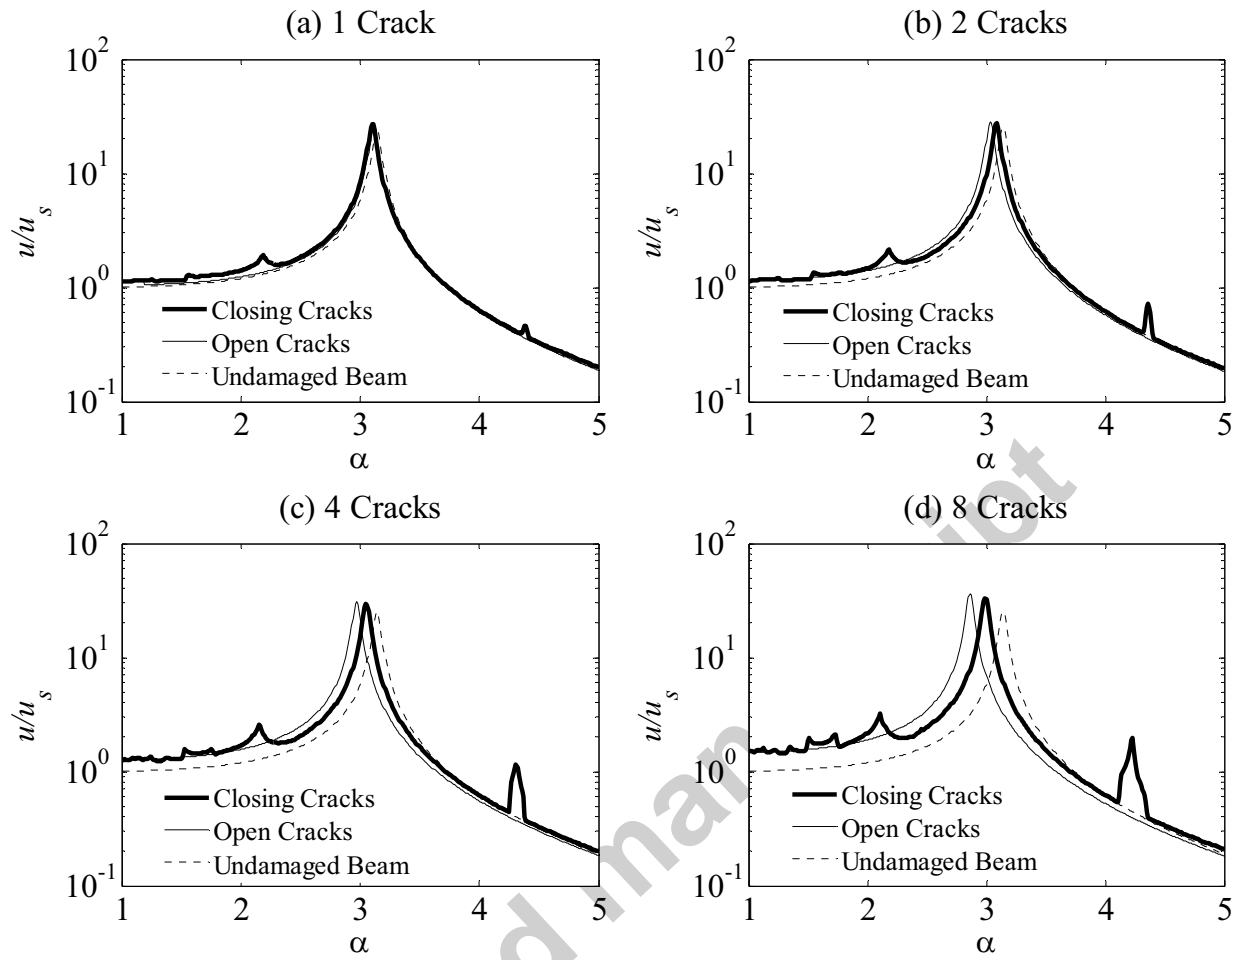 (a) 1 Crack
10^2
10^1
10^0
10^-1
u/u_s
Closing Cracks
Open Cracks
Undamaged Beam
1 2 3 4 5
α
(b) 2 Cracks
10^2
10^1
10^0
10^-1
u/u_s
Closing Cracks
Open Cracks
Undamaged Beam
1 2 3 4 5
α
(c) 4 Cracks
10^2
10^1
10^0
10^-1
u/u_s
Closing Cracks
Open Cracks
Undamaged Beam
1 2 3 4 5
α
(d) 8 Cracks
10^2
10^1
10^0
10^-1
u/u_s
Closing Cracks
Open Cracks
Undamaged Beam
1 2 3 4 5
α